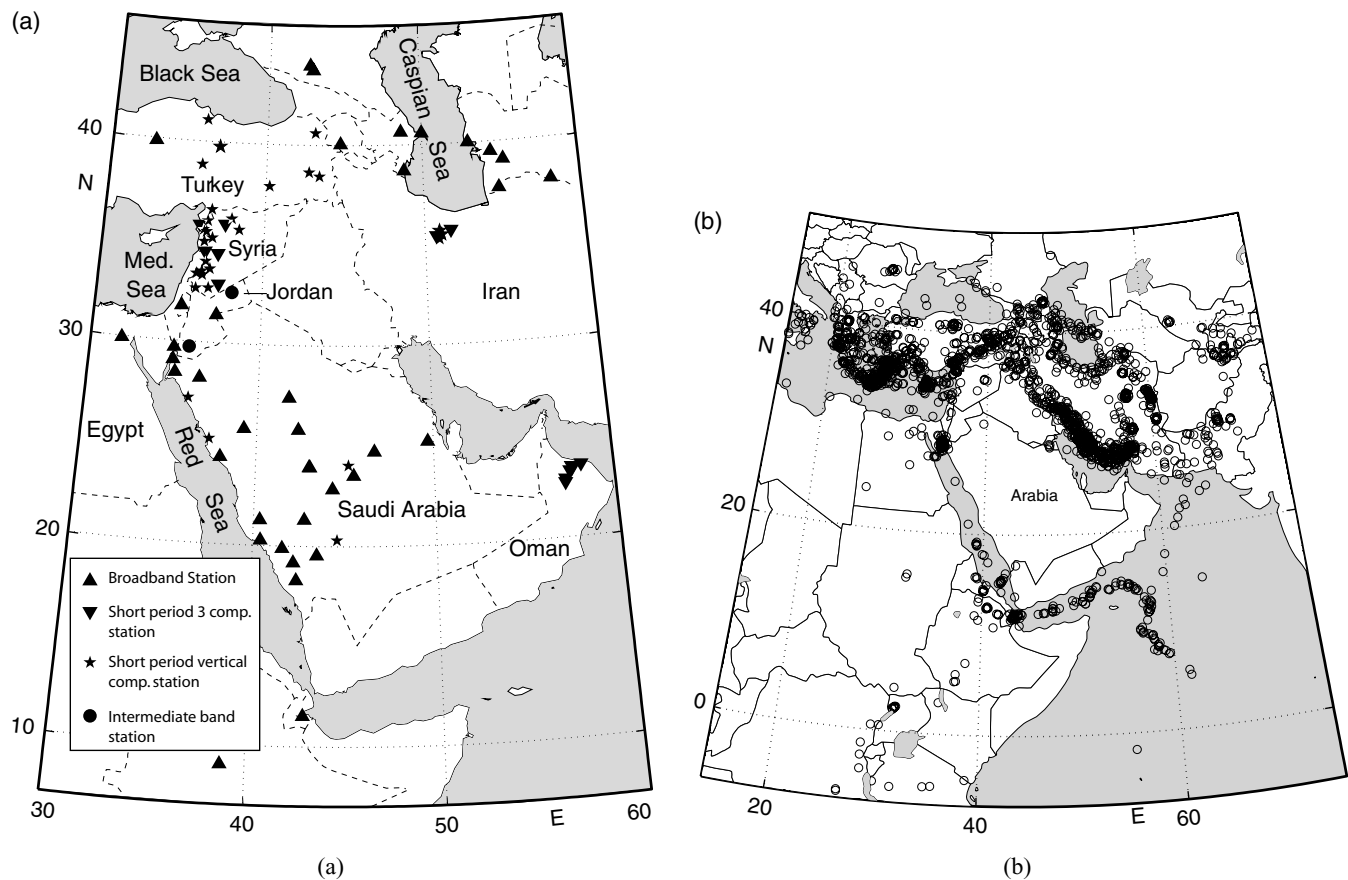 (a)
Black Sea
Caspian
Sea
40
N
Turkey
Syria
Med.
Sea
Jordan
Iran
30
Egypt
Red
Sea
Saudi Arabia
20
Oman
Broadband Station
Short period 3 comp.
station
Short period vertical
comp. station
Intermediate band
station
10
30
40
50
E
60
(a)
(b)
40
N
20
Arabia
0
20
40
E
60
(b)